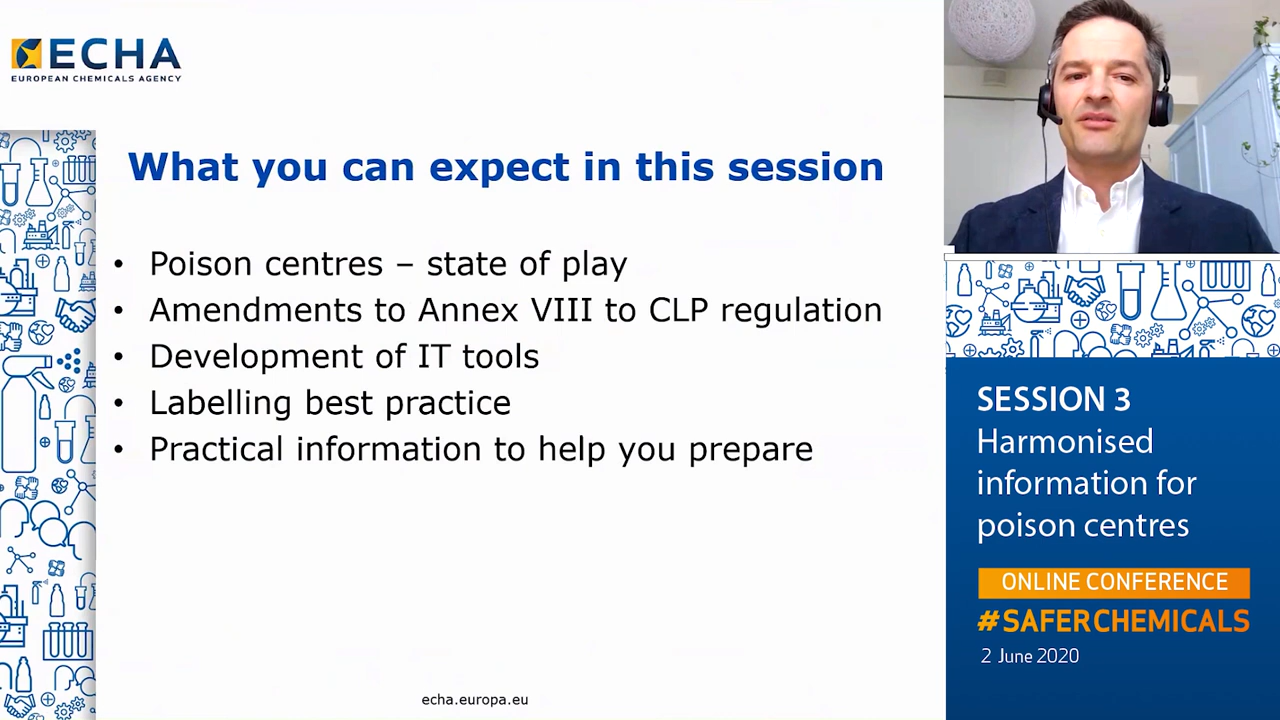 ECHA
EUROPEAN CHEMICALS AGENCY
What you can expect in this session
• Poison centres – state of play
• Amendments to Annex VIII to CLP regulation
• Development of IT tools
• Labelling best practice
• Practical information to help you prepare
echa.europa.eu
SESSION 3
Harmonised
information for
poison centres
ONLINE CONFERENCE
#SAFERCHEMICALS
2 June 2020